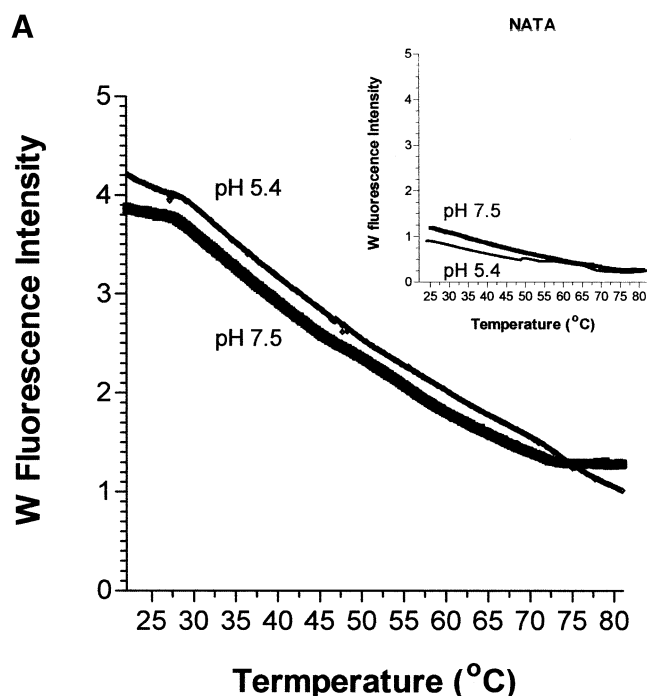 A
NATA
W Fluorescence Intensity
5
4
3
2
1
0
pH 5.4
pH 7.5
25 30 35 40 45 50 55 60 65 70 75 80
Termperature (°C)
W fluorescence Intensity
5
4
3
2
1
0
pH 7.5
pH 5.4
25 30 35 40 45 50 55 60 65 70 75 80
Temperature (°C)